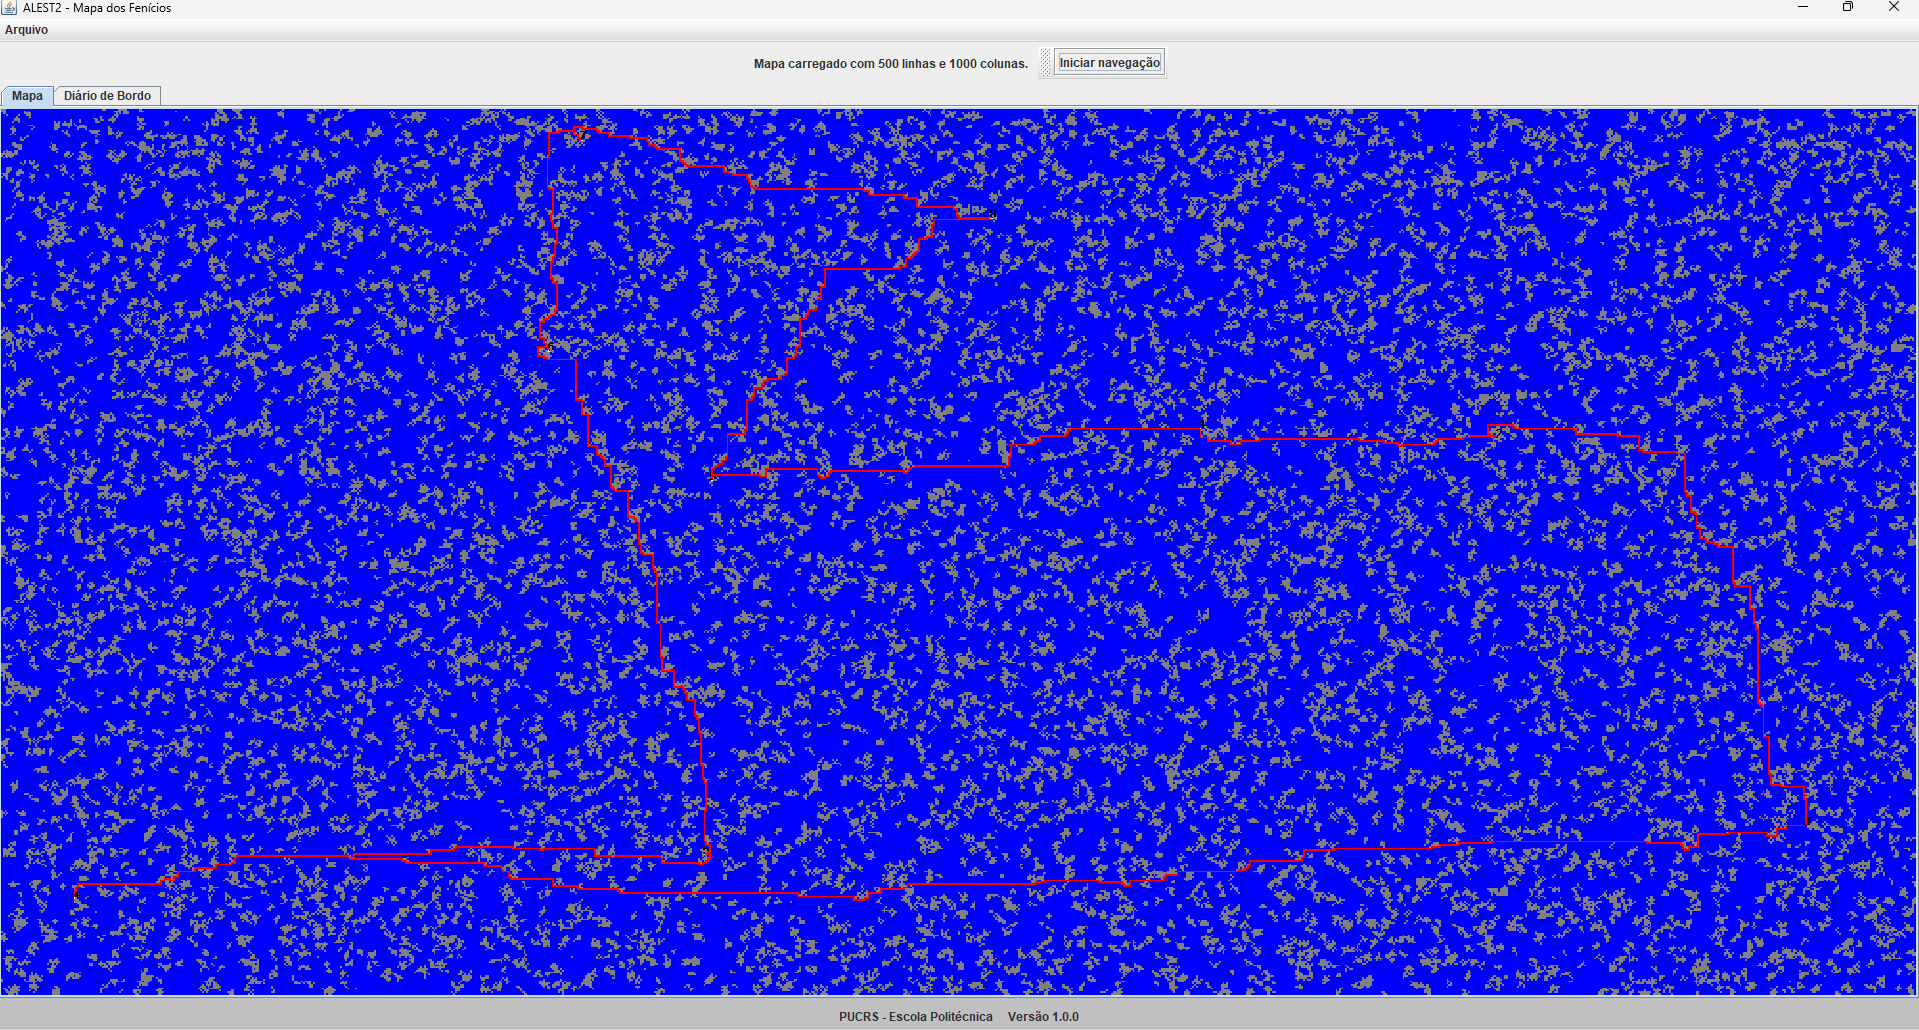 ALEST2 - Mapa dos Fenícios
Arquivo
Mapa carregado com 500 linhas e 1000 colunas. Iniciar navegação
Mapa Diário de Bordo
PUCRS - Escola Politécnica Versão 1.0.0